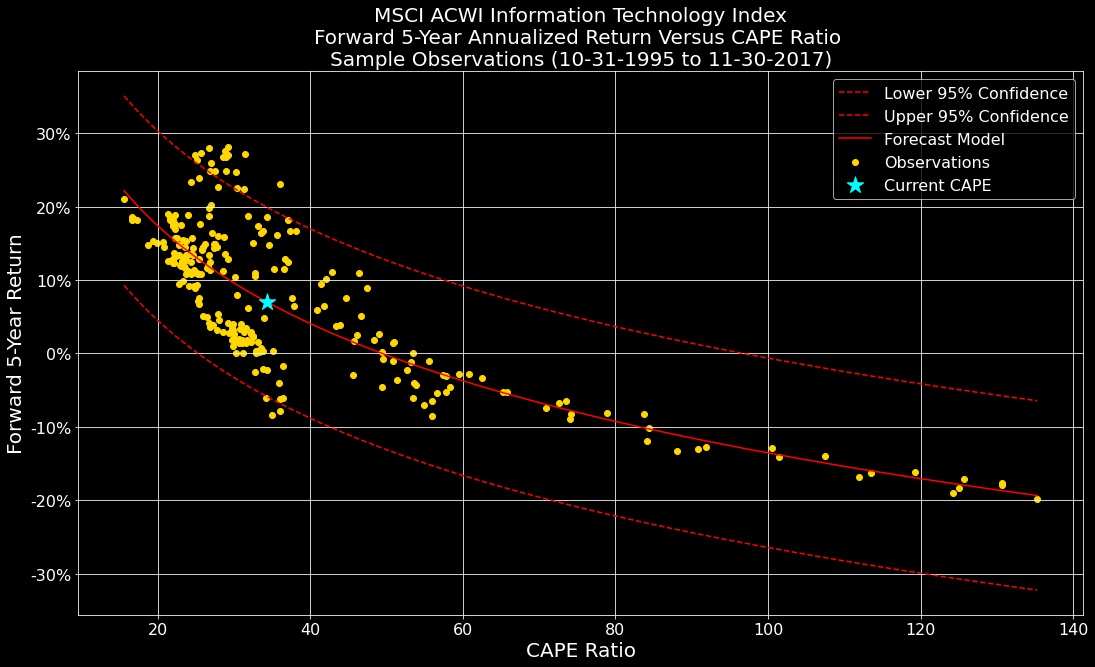 MSCI ACWI Information Technology Index
Forward 5-Year Annualized Return Versus CAPE Ratio
Sample Observations (10-31-1995 to 11-30-2017)
Lower 95% Confidence
Upper 95% Confidence
Forecast Model
Observations
Current CAPE
Forward 5-Year Return
30%
20%
10%
0%
-10%
-20%
-30%
20
40
60
80
100
120
140
CAPE Ratio